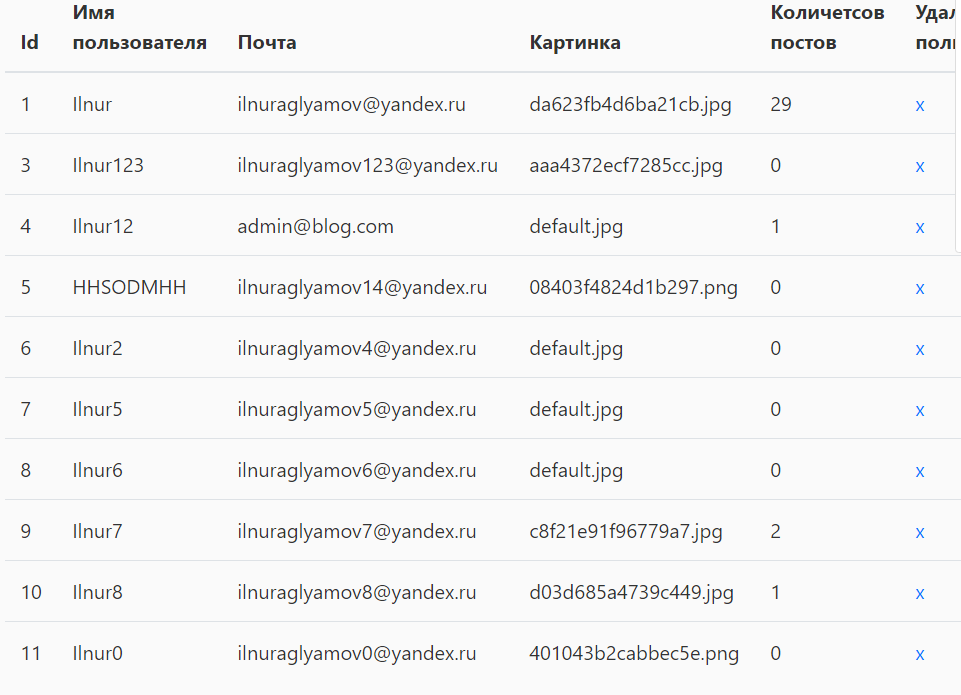 Id Имя пользователя Почта Картинка Количетсов постов
1 Ilnur ilnuraglyamov@yandex.ru da623fb4d6ba21cb.jpg 29 x
3 Ilnur123 ilnuraglyamov123@yandex.ru aaa4372ecf7285cc.jpg 0 x
4 Ilnur12 admin@blog.com default.jpg 1 x
5 HHSODMHH ilnuraglyamov14@yandex.ru 08403f4824d1b297.png 0 x
6 Ilnur2 ilnuraglyamov4@yandex.ru default.jpg 0 x
7 Ilnur5 ilnuraglyamov5@yandex.ru default.jpg 0 x
8 Ilnur6 ilnuraglyamov6@yandex.ru default.jpg 0 x
9 Ilnur7 ilnuraglyamov7@yandex.ru c8f21e91f96779a7.jpg 2 x
10 Ilnur8 ilnuraglyamov8@yandex.ru d03d685a4739c449.jpg 1 x
11 Ilnur0 ilnuraglyamov0@yandex.ru 401043b2cabbec5e.png 0 x